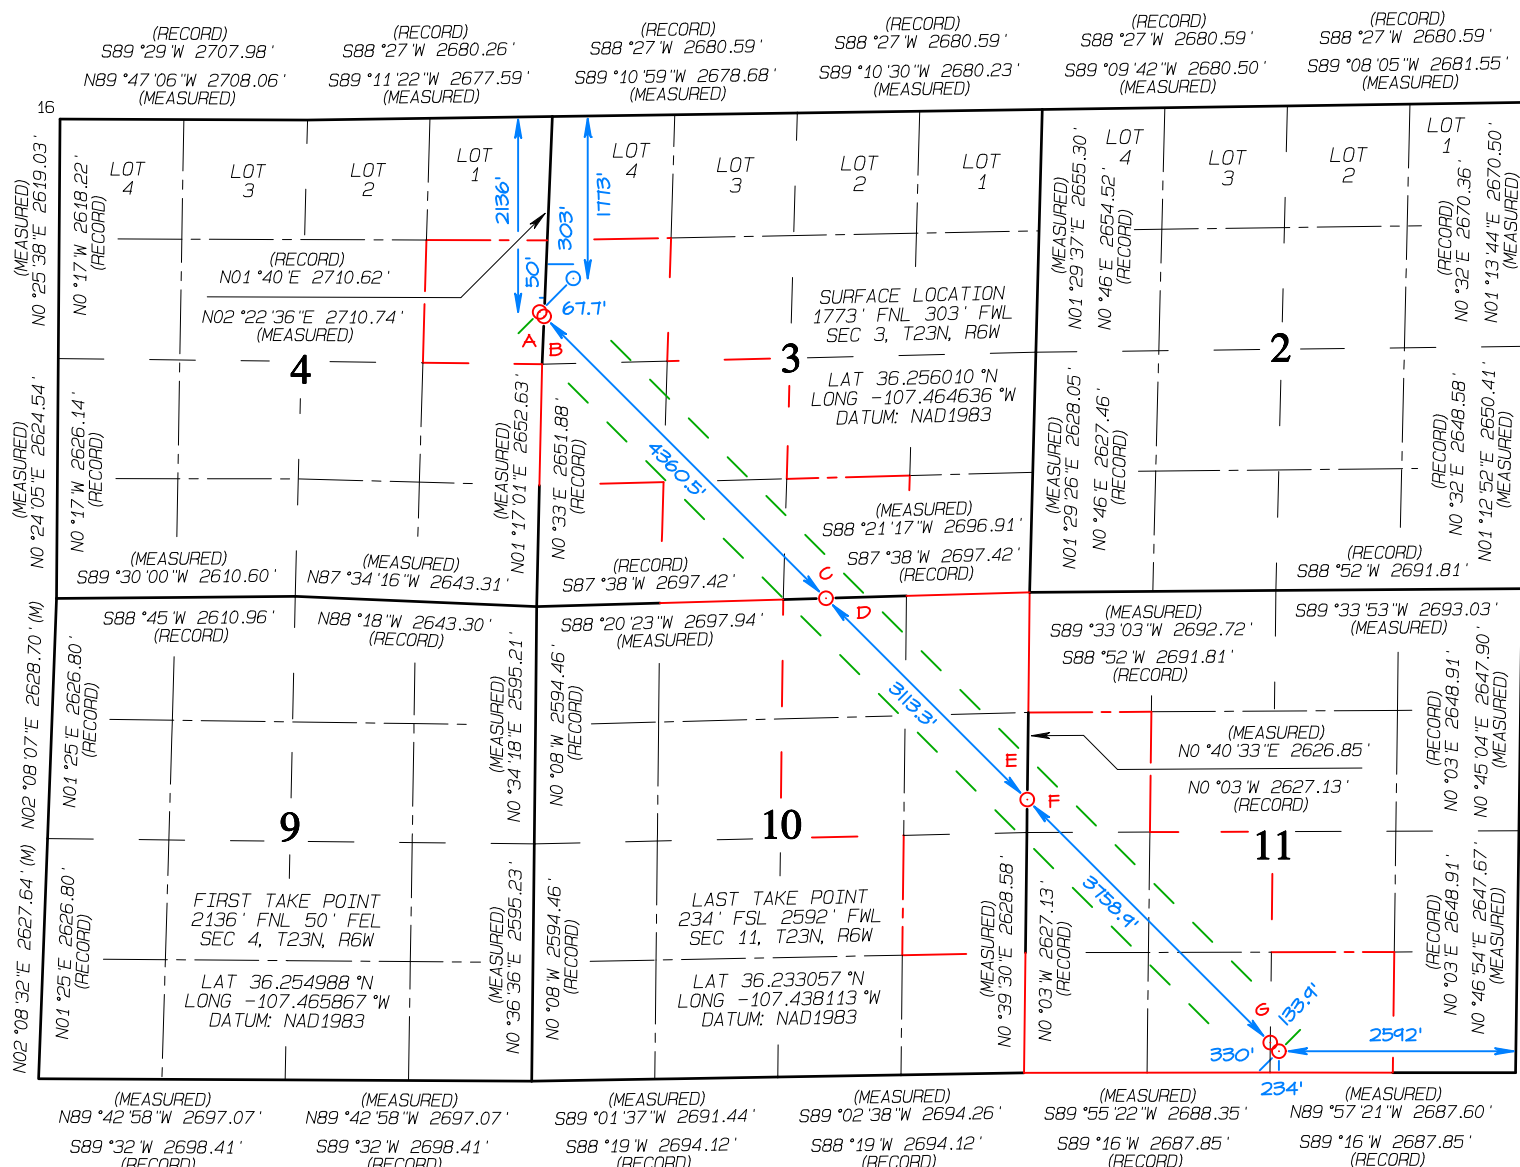 (RECORD)
S89°29'W 2707.98'
N89°47'06"W 2708.06'
(MEASURED)
(RECORD)
S88°27'W 2680.26'
S89°11'22"W 2677.59'
(MEASURED)
(RECORD)
S88°27'W 2680.59'
S89°10'59"W 2678.68'
(MEASURED)
(RECORD)
S88°27'W 2680.59'
S89°10'30"W 2680.23'
(MEASURED)
(RECORD)
S88°27'W 2680.59'
S89°09'42"W 2680.50'
(MEASURED)
(RECORD)
S88°27'W 2680.59'
S89°08'05"W 2681.55'
(MEASURED)
16
(MEASURED)
N0°25'38"E 2619.03'
N0°17'W 2618.22'
(RECORD)
LOT
4
LOT
3
LOT
2
LOT
1
LOT
4
LOT
3
LOT
2
LOT
1
LOT
4
LOT
3
LOT
2
LOT
1
2136'
1773'
303'
50'
67.7'
(RECORD)
N01°40'E 2710.62'
N02°22'36"E 2710.74'
(MEASURED)
A
B
4
3
2
SURFACE LOCATION
1773' FNL 303' FWL
SEC 3, T23N, R6W
LAT 36.256010°N
LONG -107.464636°W
DATUM: NAD1983
(MEASURED)
N01°29'37"E 2655.30'
N0°46'E 2654.52'
(RECORD)
(RECORD)
N0°32'E 2670.36'
N01°13'44"E 2670.50'
(MEASURED)
(MEASURED)
N0°24'05"E 2624.54'
N0°17'W 2626.14'
(RECORD)
(MEASURED)
N01°17'01"E 2652.63'
N0°33'E 2651.88'
(RECORD)
4360.5'
(MEASURED)
N01°29'26"E 2628.05'
N0°46'E 2627.46'
(RECORD)
(RECORD)
N0°32'E 2648.58'
N01°12'52"E 2650.41'
(MEASURED)
(MEASURED)
S89°30'00"W 2610.60'
(MEASURED)
N87°34'16"W 2643.31'
(RECORD)
S87°38'W 2697.42'
(MEASURED)
S88°21'17"W 2696.91'
S87°38'W 2697.42'
(RECORD)
(RECORD)
S88°52'W 2691.81'
C
D
S88°45'W 2610.96'
(RECORD)
N88°18'W 2643.30'
(RECORD)
S88°20'23"W 2697.94'
(MEASURED)
(MEASURED)
S89°33'03"W 2692.72'
S88°52'W 2691.81'
(RECORD)
S89°33'53"W 2693.03'
(MEASURED)
N02°08'07"E 2628.70' (M)
N01°25'E 2626.80'
(RECORD)
(MEASURED)
N0°34'18"E 2595.21'
N0°08'W 2594.46'
(RECORD)
3113.3'
(MEASURED)
N0°40'33"E 2626.85'
N0°03'W 2627.13'
(RECORD)
(RECORD)
N0°03'E 2648.91'
N0°45'04"E 2647.90'
(MEASURED)
E
F
9
10
11
FIRST TAKE POINT
2136' FNL 50' FEL
SEC 4, T23N, R6W
LAT 36.254988°N
LONG -107.465867°W
DATUM: NAD1983
LAST TAKE POINT
234' FSL 2592' FWL
SEC 11, T23N, R6W
LAT 36.233057°N
LONG -107.438113°W
DATUM: NAD1983
N02°08'32"E 2627.64' (M)
N01°25'E 2626.80'
(RECORD)
(MEASURED)
N0°36'36"E 2595.23'
N0°08'W 2594.46'
(RECORD)
(MEASURED)
N0°39'30"E 2628.58'
N0°03'W 2627.13'
(RECORD)
3758.9'
(RECORD)
N0°03'E 2648.91'
N0°46'54"E 2647.67'
(MEASURED)
G
133.9'
330'
2592'
234'
(MEASURED)
N89°42'58"W 2697.07'
S89°32'W 2698.41'
(RECORD)
(MEASURED)
N89°42'58"W 2697.07'
S89°32'W 2698.41'
(RECORD)
(MEASURED)
S89°01'37"W 2691.44'
S88°19'W 2694.12'
(RECORD)
(MEASURED)
S89°02'38"W 2694.26'
S88°19'W 2694.12'
(RECORD)
(MEASURED)
S89°55'22"W 2688.35'
S89°16'W 2687.85'
(RECORD)
(MEASURED)
N89°57'21"W 2687.60'
S89°16'W 2687.85'
(RECORD)